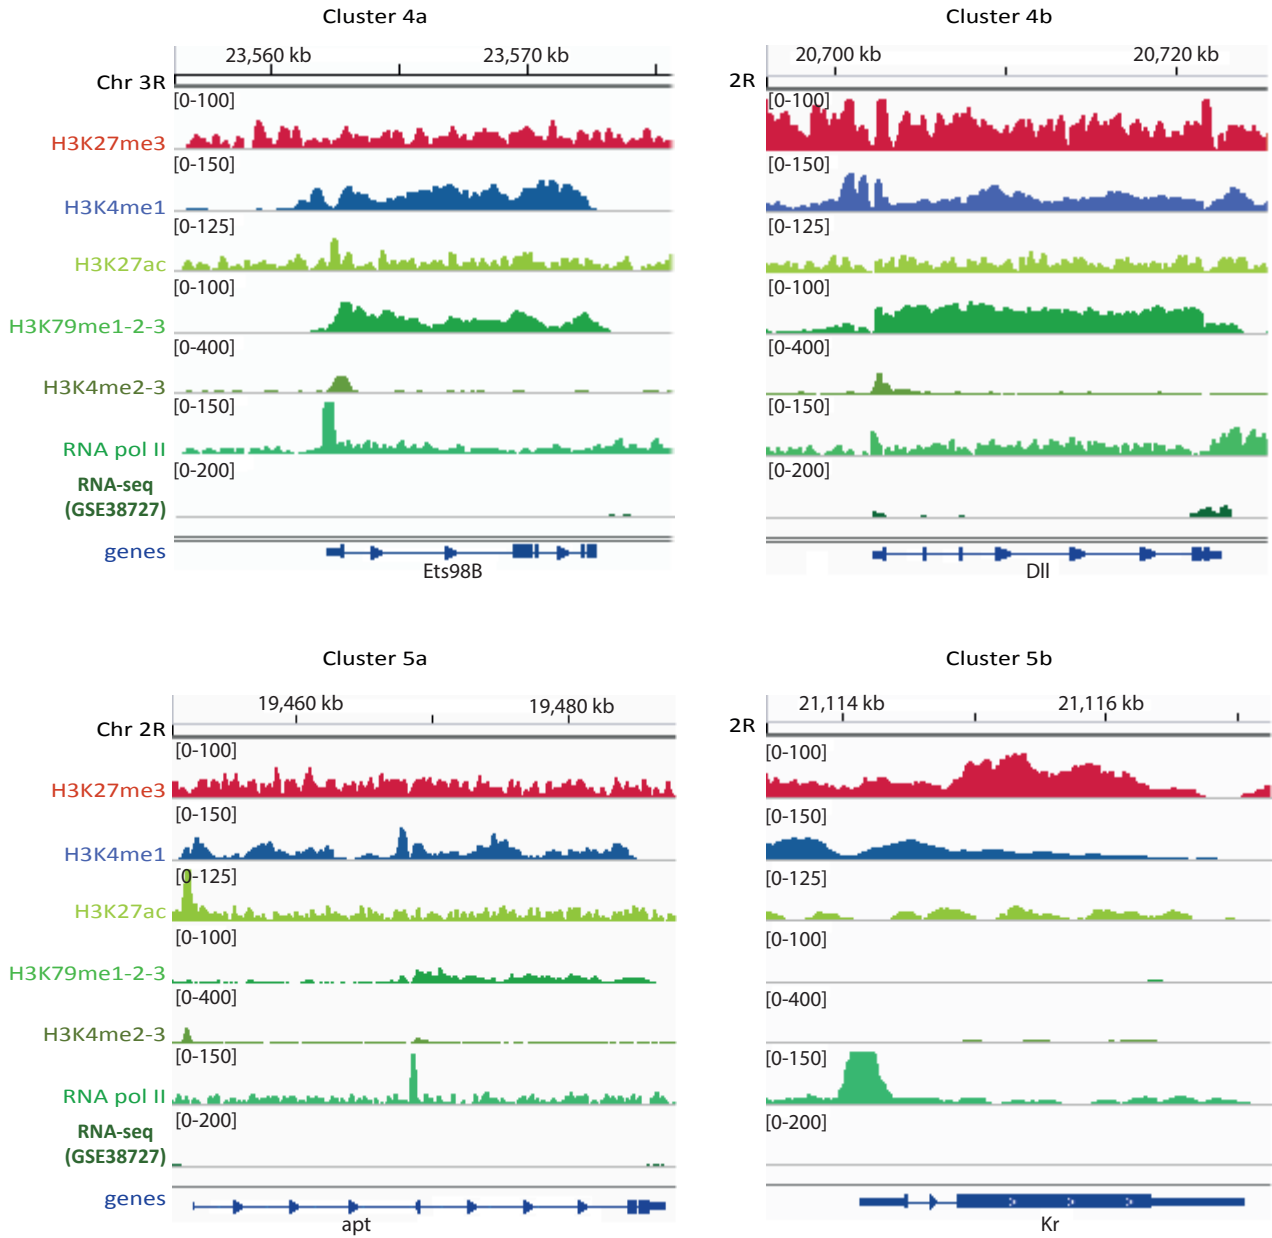 Cluster 4a
23,560 kb 23,570 kb
Chr 3R
[0-100]
H3K27me3
[0-150]
H3K4me1
[0-125]
H3K27ac
[0-100]
H3K79me1-2-3
[0-400]
H3K4me2-3
[0-150]
RNA pol II
[0-200]
RNA-seq
(GSE38727)
genes
Ets98B
Cluster 4b
20,700 kb 20,720 kb
2R
[0-100]
[0-150]
[0-125]
[0-100]
[0-400]
[0-150]
[0-200]
Dll
Cluster 5a
19,460 kb 19,480 kb
Chr 2R
[0-100]
H3K27me3
[0-150]
H3K4me1
[0-125]
H3K27ac
[0-100]
H3K79me1-2-3
[0-400]
H3K4me2-3
[0-150]
RNA pol II
[0-200]
RNA-seq
(GSE38727)
genes
apt
Cluster 5b
21,114 kb 21,116 kb
2R
[0-100]
[0-150]
[0-125]
[0-100]
[0-400]
[0-150]
[0-200]
Kr